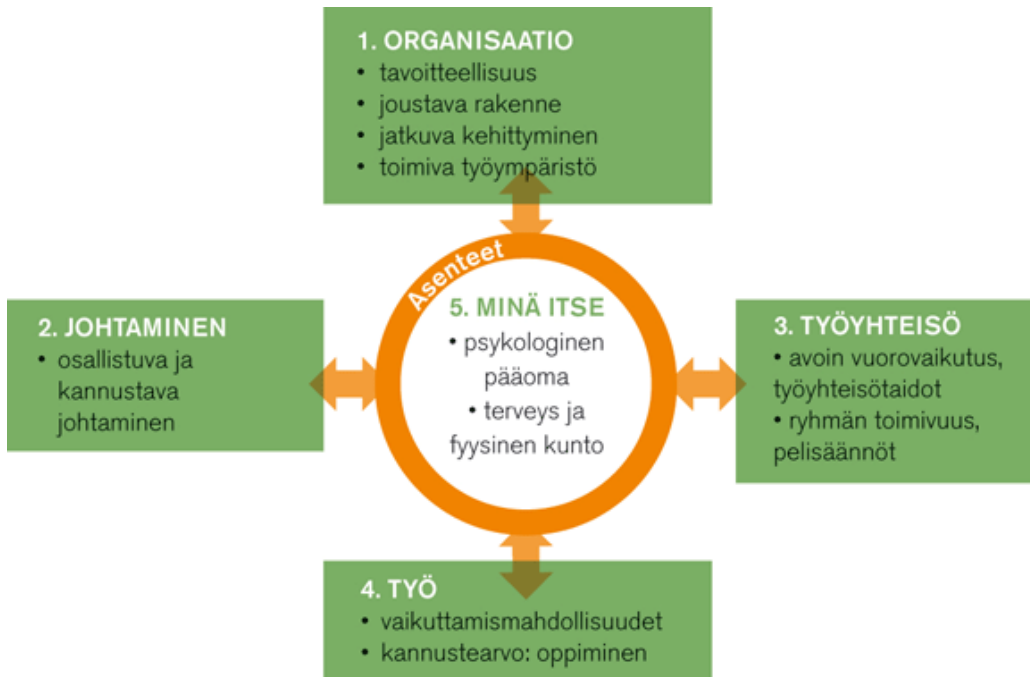 1. ORGANISAATIO
• tavoitteellisuus
• joustava rakenne
• jatkuva kehittyminen
• toimiva työympäristö
Asenteet
2. JOHTAMINEN
• osallistuva ja
kannustava
johtaminen
5. MINÄ ITSE
• psykologinen
pääoma
• terveys ja
fyysinen kunto
3. TYÖYHTEISÖ
• avoin vuorovaikutus,
työyhteisötaidot
• ryhmän toimivuus,
pelisäännöt
4. TYÖ
• vaikuttamismahdollisuudet
• kannustearvo: oppiminen